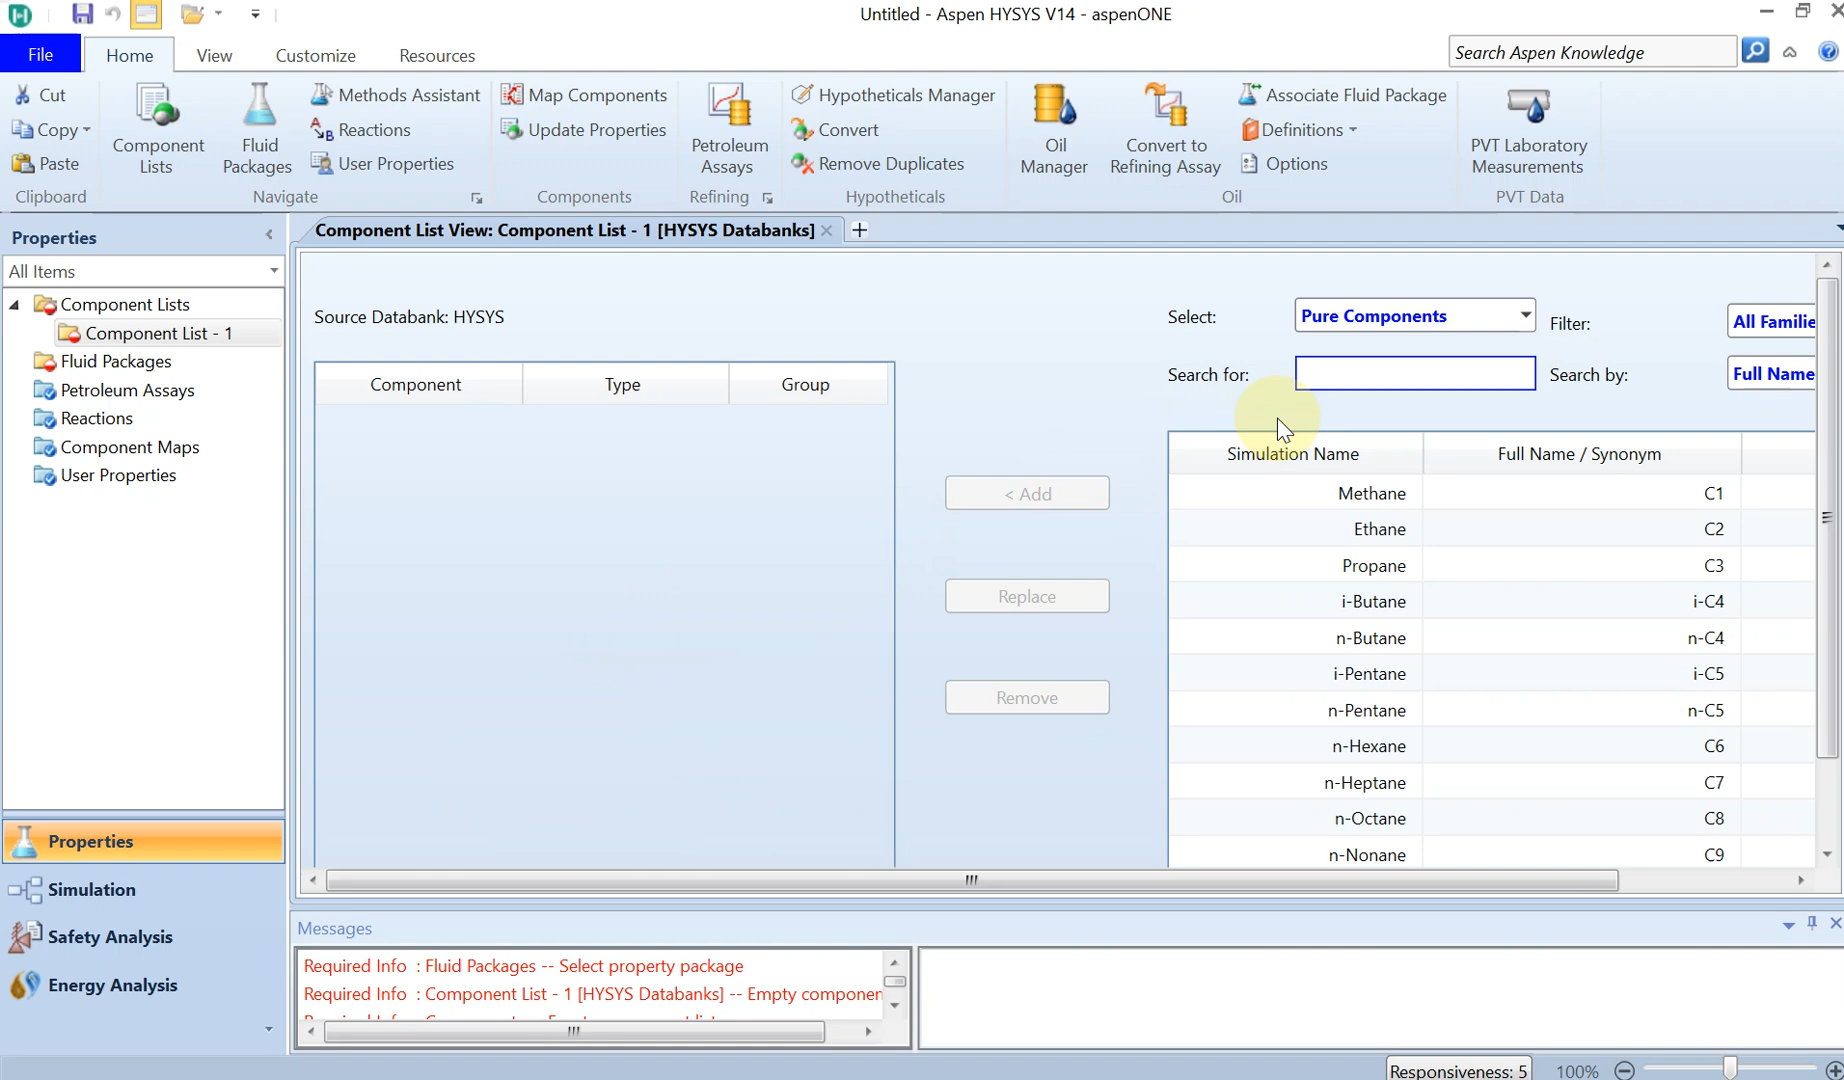 Untitled - Aspen HYSYS V14 - aspenONE
File
Home
View
Customize
Resources
Search Aspen Knowledge
Cut
Copy
Paste
Clipboard
Component Lists
Fluid Packages
Methods Assistant
Reactions
User Properties
Navigate
Map Components
Update Properties
Components
Petroleum Assays
Refining
Hypotheticals Manager
Convert
Remove Duplicates
Hypotheticals
Oil Manager
Convert to Refining Assay
Associate Fluid Package
Definitions
Options
Oil
PVT Laboratory Measurements
PVT Data
Properties
All Items
Component Lists
Component List - 1
Fluid Packages
Petroleum Assays
Reactions
Component Maps
User Properties
Properties
Simulation
Safety Analysis
Energy Analysis
Component List View: Component List - 1 [HYSYS Databanks]
Source Databank: HYSYS
Component Type Group
< Add
Replace
Remove
Select: Pure Components Filter: All Familie
Search for: Search by: Full Name
Simulation Name Full Name / Synonym
Methane C1
Ethane C2
Propane C3
i-Butane i-C4
n-Butane n-C4
i-Pentane i-C5
n-Pentane n-C5
n-Hexane C6
n-Heptane C7
n-Octane C8
n-Nonane C9
Messages
Required Info : Fluid Packages -- Select property package
Required Info : Component List - 1 [HYSYS Databanks] -- Empty componen
Responsiveness: 5 100%